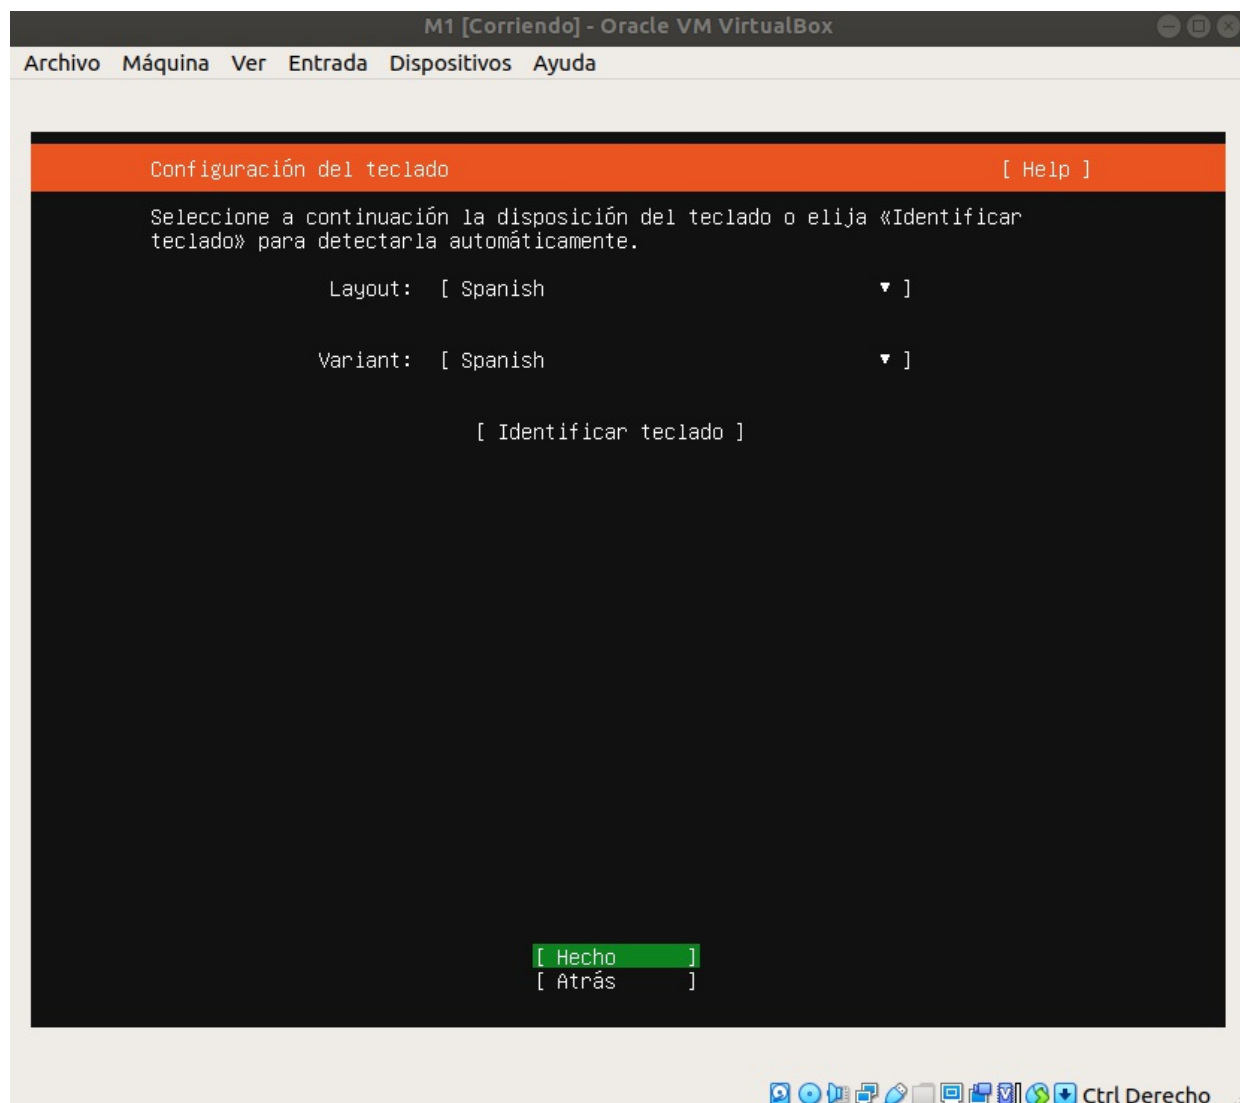 M1 [Corriendo] - Oracle VM VirtualBox
Archivo Máquina Ver Entrada Dispositivos Ayuda
Configuración del teclado [ Help ]
Seleccione a continuación la disposición del teclado o elija «Identificar
teclado» para detectarla automáticamente.
Layout: [ Spanish ▾ ]
Variant: [ Spanish ▾ ]
[ Identificar teclado ]
[ Hecho ]
[ Atrás ]
Ctrl Derecho